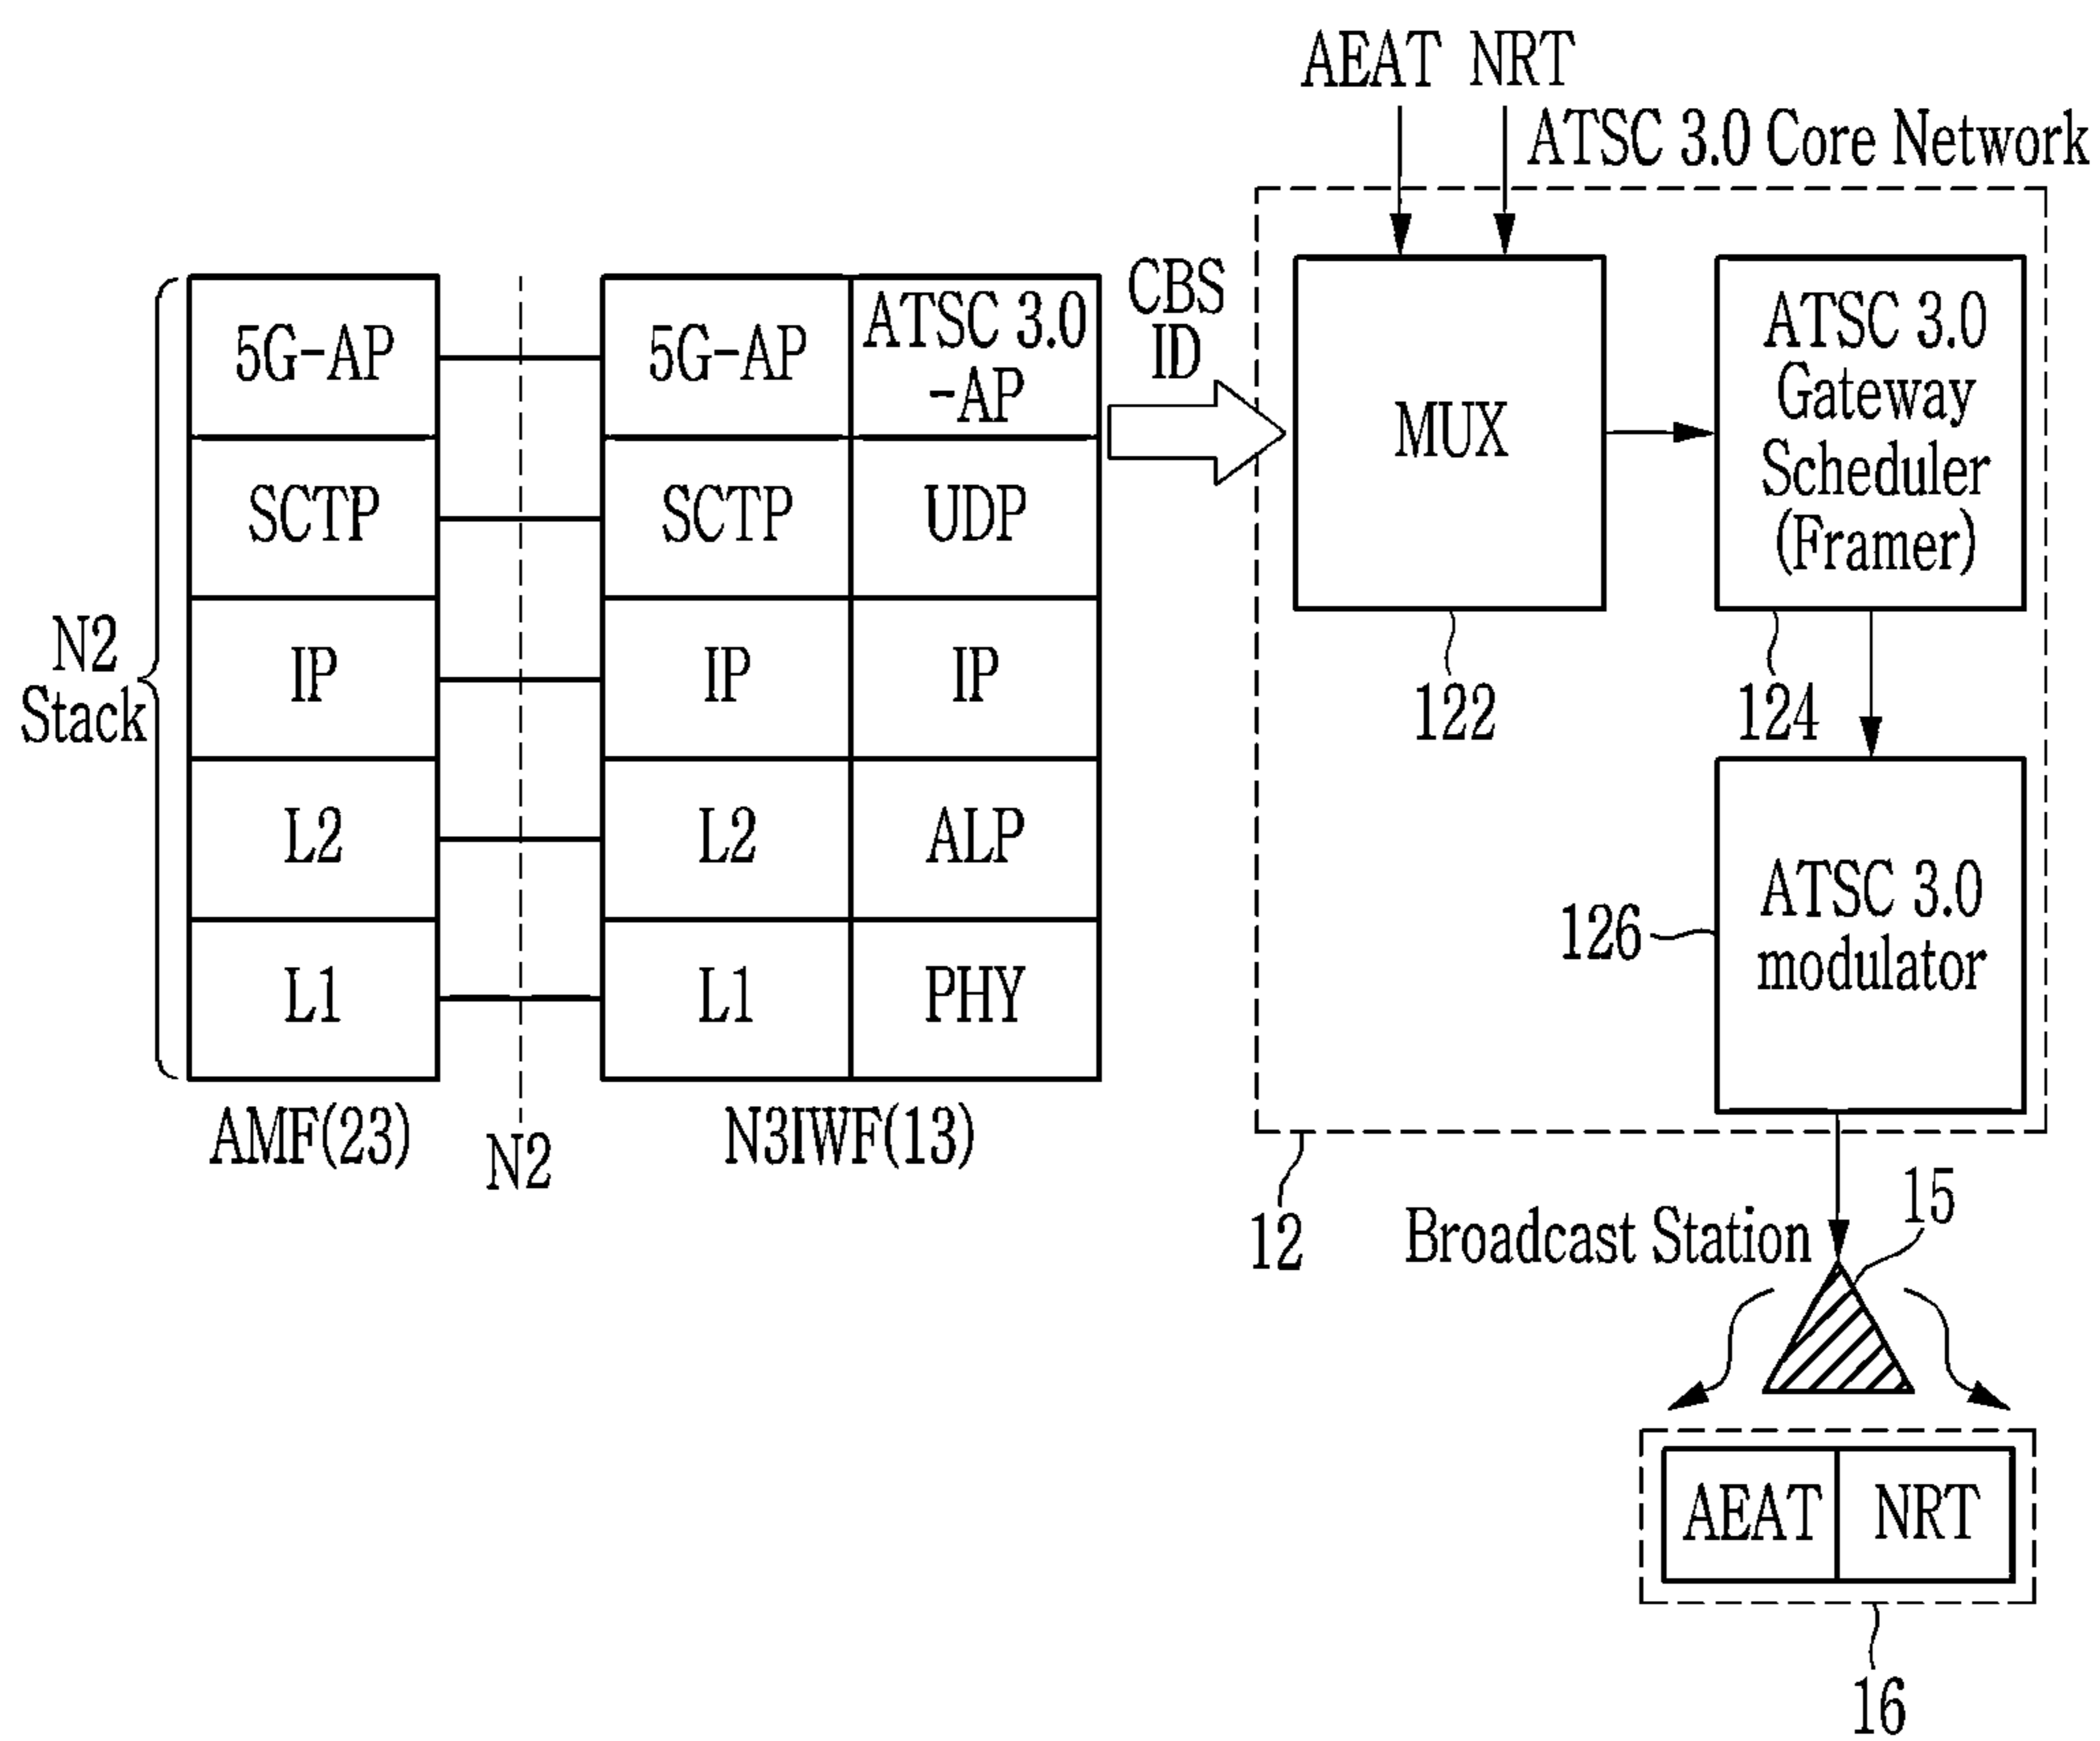 AEAT NRT
ATSC 3.0 Core Network
CBS
ID
N2
Stack
5G-AP
SCTP
IP
L2
L1
AMF(23)
N2
5G-AP
SCTP
IP
L2
L1
ATSC 3.0
-AP
UDP
IP
ALP
PHY
N3IWF(13)
MUX
122
ATSC 3.0
Gateway
Scheduler
(Framer)
124
ATSC 3.0
modulator
126
12
Broadcast Station
15
AEAT
NRT
16